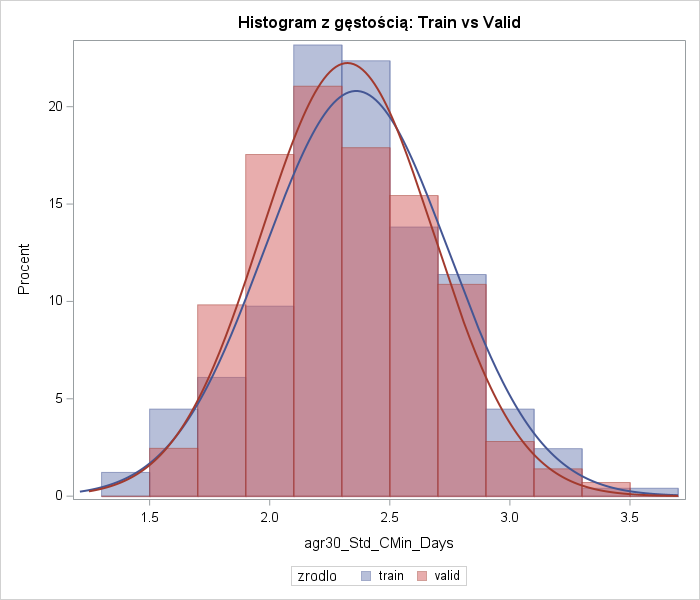 Histogram z gęstością: Train vs Valid
Procent
20
15
10
5
0
1.5 2.0 2.5 3.0 3.5
agr30_Std_CMin_Days
zrodlo train valid